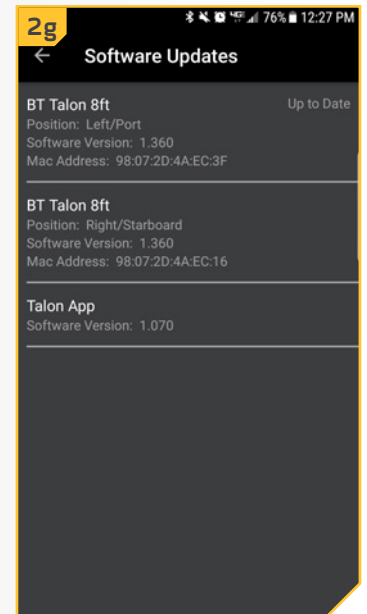 2g
4GE 76% 12:27 PM
Software Updates
BT Talon 8ft Up to Date
Position: Left/Port
Software Version: 1.360
Mac Address: 98:07:2D:4A:EC:3F
BT Talon 8ft
Position: Right/Starboard
Software Version: 1.360
Mac Address: 98:07:2D:4A:EC:16
Talon App
Software Version: 1.070